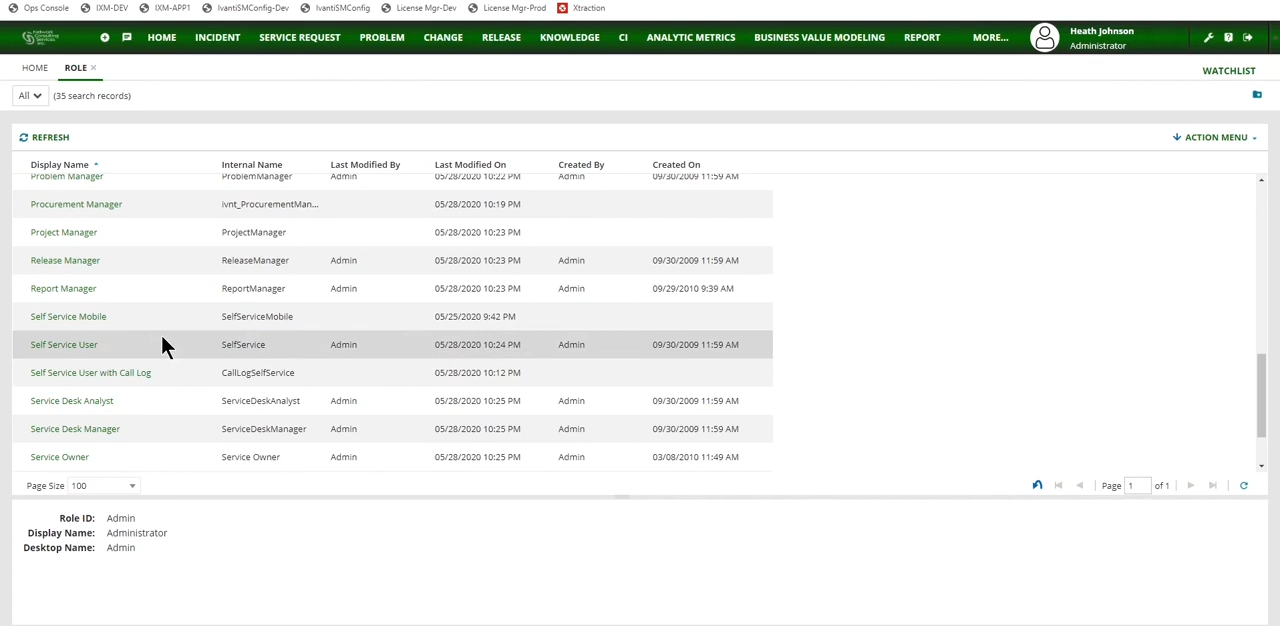 Ops Console IXM-DEV IXM-APP1 IvantiSMConfig-Dev IvantiSMConfig License Mgr-Dev License Mgr-Prod Xtraction
HOME INCIDENT SERVICE REQUEST PROBLEM CHANGE RELEASE KNOWLEDGE CI ANALYTIC METRICS BUSINESS VALUE MODELING REPORT MORE... Heath Johnson
Administrator
HOME ROLE × WATCHLIST
All (35 search records)
REFRESH ACTION MENU
Display Name Internal Name Last Modified By Last Modified On Created By Created On
Problem Manager ProblemManager Admin 05/28/2020 10:22 PM Admin 09/30/2009 11:59 AM
Procurement Manager ivnt_ProcurementMan... 05/28/2020 10:19 PM
Project Manager ProjectManager 05/28/2020 10:23 PM
Release Manager ReleaseManager Admin 05/28/2020 10:23 PM Admin 09/30/2009 11:59 AM
Report Manager ReportManager Admin 05/28/2020 10:23 PM Admin 09/29/2010 9:39 AM
Self Service Mobile SelfServiceMobile 05/25/2020 9:42 PM
Self Service User SelfService Admin 05/28/2020 10:24 PM Admin 09/30/2009 11:59 AM
Self Service User with Call Log CallLogSelfService 05/28/2020 10:12 PM
Service Desk Analyst ServiceDeskAnalyst Admin 05/28/2020 10:25 PM Admin 09/30/2009 11:59 AM
Service Desk Manager ServiceDeskManager Admin 05/28/2020 10:25 PM Admin 09/30/2009 11:59 AM
Service Owner Service Owner Admin 05/28/2020 10:25 PM Admin 03/08/2010 11:49 AM
Page Size 100 Page 1 of 1
Role ID: Admin
Display Name: Administrator
Desktop Name: Admin